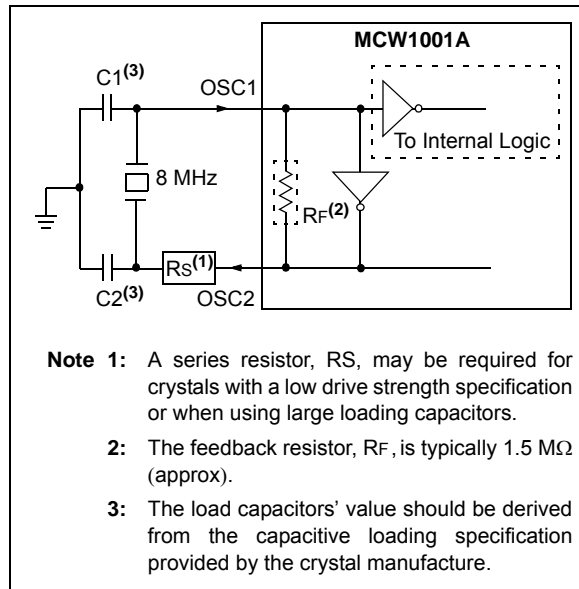 MCW1001A
C1(3)
OSC1
To Internal Logic
8 MHz
RF(2)
RS(1)
C2(3)
OSC2
Note 1: A series resistor, RS, may be required for
crystals with a low drive strength specification
or when using large loading capacitors.
2: The feedback resistor, RF, is typically 1.5 MΩ
(approx).
3: The load capacitors' value should be derived
from the capacitive loading specification
provided by the crystal manufacture.